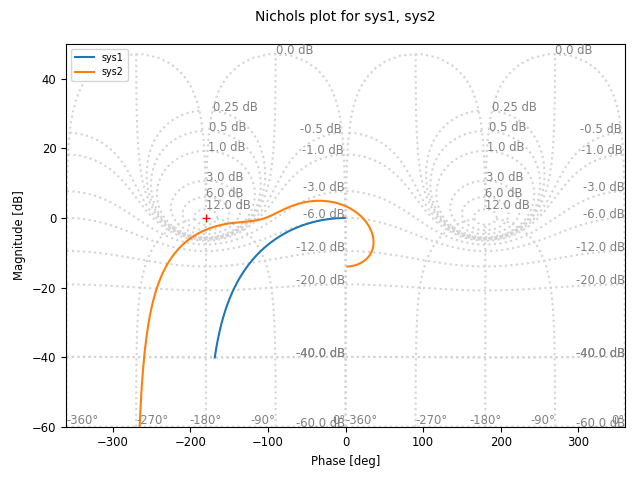 Nichols plot for sys1, sys2
sys1
sys2
0.0 dB
0.0 dB
0.25 dB
0.25 dB
0.5 dB
-0.5 dB
0.5 dB
-0.5 dB
1.0 dB
-1.0 dB
1.0 dB
-1.0 dB
3.0 dB
-3.0 dB
3.0 dB
-3.0 dB
6.0 dB
6.0 dB
12.0 dB
12.0 dB
-6.0 dB
-6.0 dB
-12.0 dB
-12.0 dB
-20.0 dB
-20.0 dB
-40.0 dB
-40.0 dB
-60.0 dB
-60.0 dB
-360°
-270°
-180°
-90°
0°
-360°
-270°
-180°
-90°
0°
40
20
0
−20
−40
−60
Magnitude [dB]
−300
−200
−100
0
100
200
300
Phase [deg]